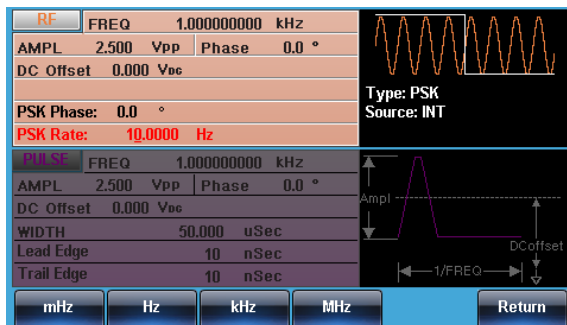 RF FREQ 1.000000000 kHz
AMPL 2.500 Vpp Phase 0.0 °
DC Offset 0.000 VDC
PSK Phase: 0.0 °
PSK Rate: 10.0000 Hz
Type: PSK
Source: INT
PULSE FREQ 1.000000000 kHz
AMPL 2.500 Vpp Phase 0.0 °
DC Offset 0.000 VDC
WIDTH 50.000 uSec
Lead Edge 10 nSec
Trail Edge 10 nSec
Ampl
DCoffset
1/FREQ
mHz Hz kHz MHz Return